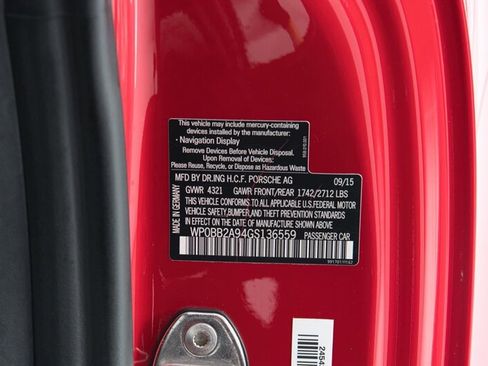 This vehicle may include mercury-containing
devices installed by the manufacturer:
• Navigation Display
Remove Devices Before Vehicle Disposal.
Upon Removal of Devices
Please Reuse, Recycle, or Dispose as Hazardous Waste
MFD BY DR.ING H.C.F. PORSCHE AG 09/15
GVWR 4321 GAWR FRONT/REAR 1742/2712 LBS
THIS VEHICLE CONFORMS TO ALL APPLICABLE U.S.FEDERAL MOTOR
VEHICLE SAFETY,BUMPER,AND THEFT PREVENTION STANDARDS
IN EFFECT ON THE DATE OF MANUFACTURE SHOWN ABOVE.
WP0BB2A94GS136559 PASSENGER CAR
MADE IN GERMANY
2454